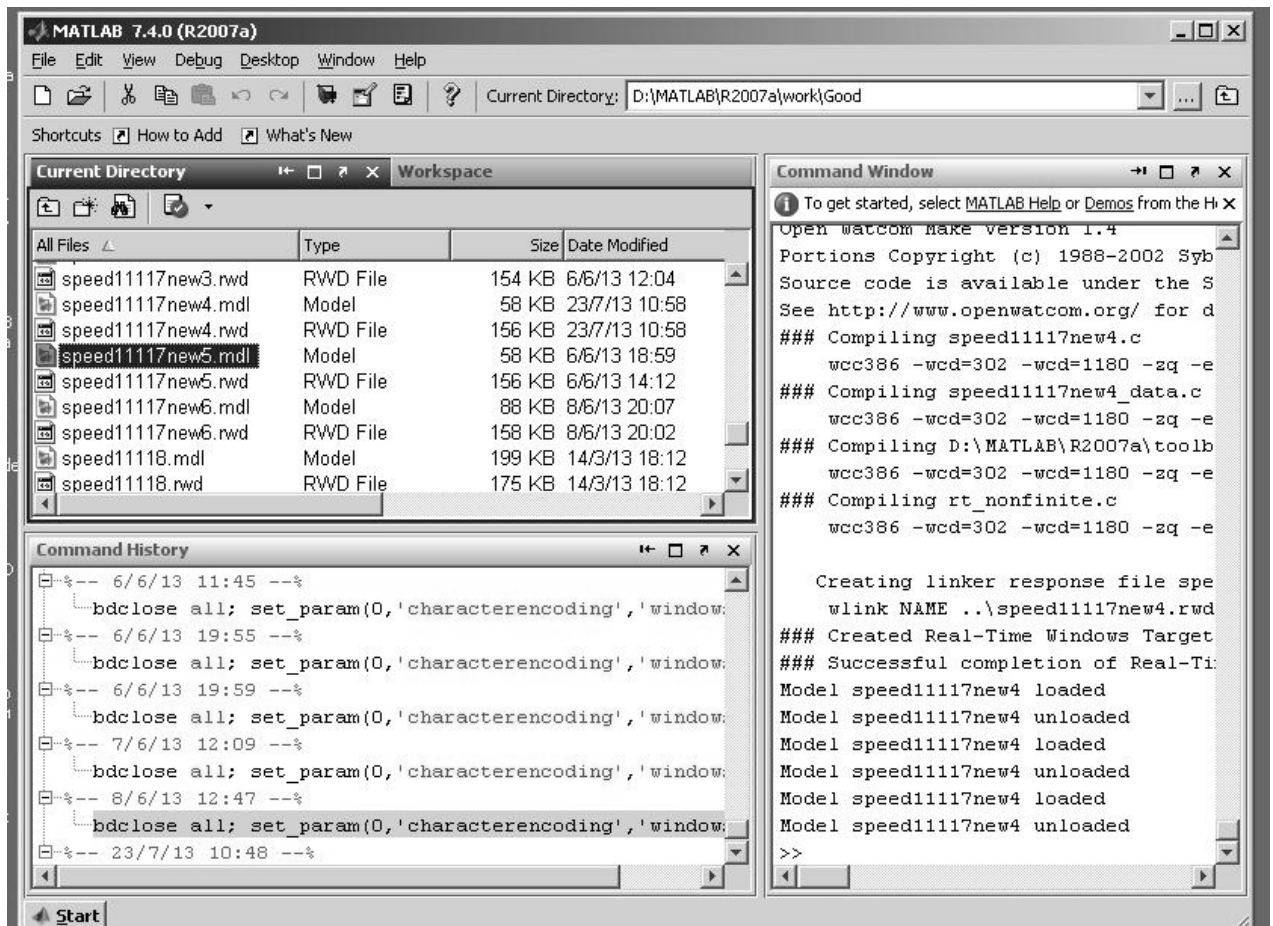 MATLAB 7.4.0 (R2007a)
File Edit View Debug Desktop Window Help
Current Directory: D:\MATLAB\R2007a\work\Good ...
Shortcuts How to Add What's New
Current Directory Workspace
All Files Type Size Date Modified
speed11117new3.rwd RWD File 154 KB 6/6/13 12:04
speed11117new4.mdl Model 58 KB 23/7/13 10:58
speed11117new4.rwd RWD File 156 KB 23/7/13 10:58
speed11117new5.mdl Model 58 KB 6/6/13 18:59
speed11117new5.rwd RWD File 156 KB 6/6/13 14:12
speed11117new6.mdl Model 88 KB 8/6/13 20:07
speed11117new6.rwd RWD File 158 KB 8/6/13 20:02
speed11118.mdl Model 199 KB 14/3/13 18:12
speed11118.rwd RWD File 175 KB 14/3/13 18:12
Command History
%-- 6/6/13 11:45 --%
bdclose all; set_param(0,'characterencoding','window
%-- 6/6/13 19:55 --%
bdclose all; set_param(0,'characterencoding','window
%-- 6/6/13 19:59 --%
bdclose all; set_param(0,'characterencoding','window
%-- 7/6/13 12:09 --%
bdclose all; set_param(0,'characterencoding','window
%-- 8/6/13 12:47 --%
bdclose all; set_param(0,'characterencoding','window
%-- 23/7/13 10:48 --%
Command Window
To get started, select MATLAB Help or Demos from the H
Open Watcom Make Version 1.4
Portions Copyright (c) 1988-2002 Syb
Source code is available under the S
See http://www.openwatcom.org/ for d
### Compiling speed11117new4.c
wcc386 -wcd=302 -wcd=1180 -zq -e
### Compiling speed11117new4_data.c
wcc386 -wcd=302 -wcd=1180 -zq -e
### Compiling D:\MATLAB\R2007a\toolb
wcc386 -wcd=302 -wcd=1180 -zq -e
### Compiling rt_nonfinite.c
wcc386 -wcd=302 -wcd=1180 -zq -e
Creating linker response file spe
wlink NAME ..\speed11117new4.rwd
### Created Real-Time Windows Target
### Successful completion of Real-Ti
Model speed11117new4 loaded
Model speed11117new4 unloaded
Model speed11117new4 loaded
Model speed11117new4 unloaded
Model speed11117new4 loaded
Model speed11117new4 unloaded
>>
Start